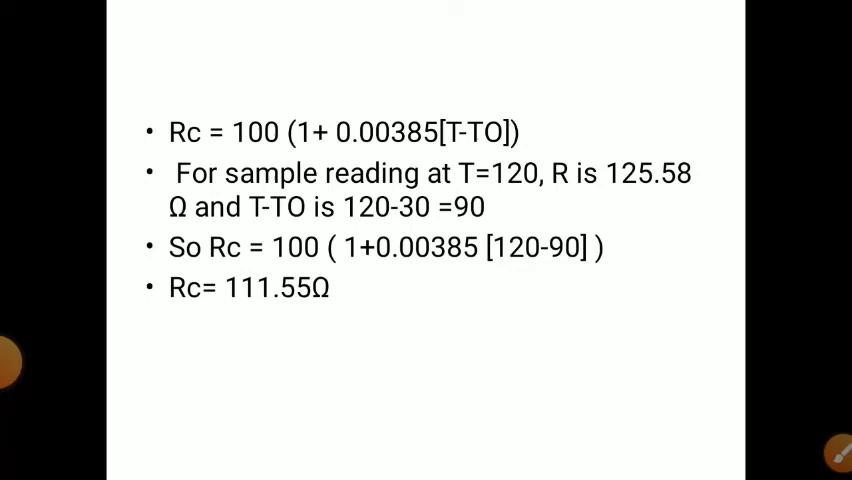 • Rc = 100 (1+ 0.00385[T-TO])
• For sample reading at T=120, R is 125.58
Ω and T-TO is 120-30 =90
• So Rc = 100 ( 1+0.00385 [120-90] )
• Rc= 111.55Ω